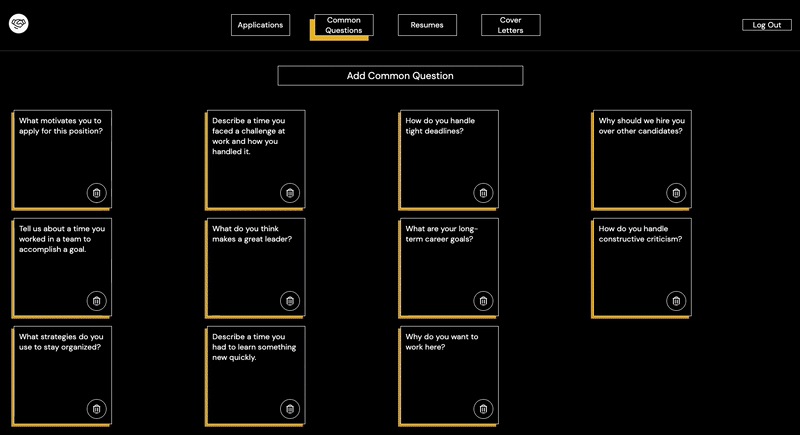 Applications
Common
Questions
Resumes
Cover
Letters
Log Out
Add Common Question
What motivates you to
apply for this position?
Describe a time you
faced a challenge at
work and how you
handled it.
How do you handle
tight deadlines?
Why should we hire you
over other candidates?
Tell us about a time you
worked in a team to
accomplish a goal.
What do you think
makes a great leader?
What are your long-
term career goals?
How do you handle
constructive criticism?
What strategies do you
use to stay organized?
Describe a time you
had to learn something
new quickly.
Why do you want to
work here?